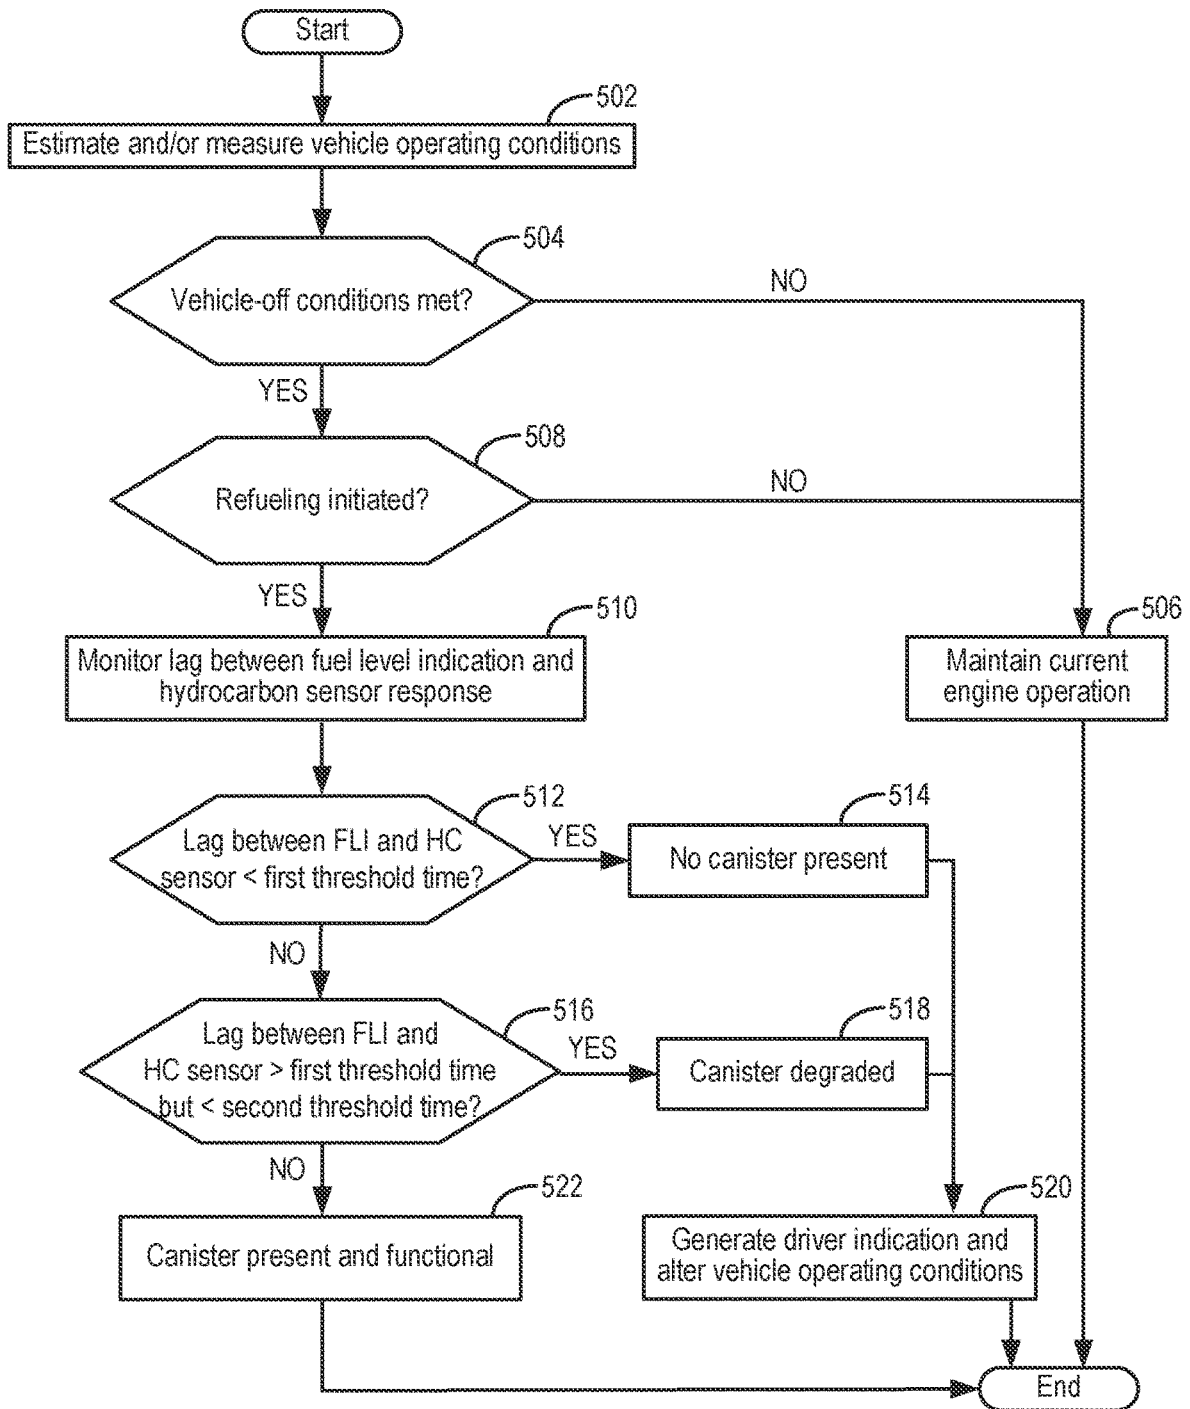 Start
502
Estimate and/or measure vehicle operating conditions
504
Vehicle-off conditions met?
NO
YES
508
Refueling initiated?
NO
YES
510
Monitor lag between fuel level indication and
hydrocarbon sensor response
506
Maintain current
engine operation
512
Lag between FLI and HC
sensor < first threshold time?
YES
514
No canister present
NO
516
Lag between FLI and
HC sensor > first threshold time
but < second threshold time?
YES
518
Canister degraded
NO
522
Canister present and functional
520
Generate driver indication and
alter vehicle operating conditions
End